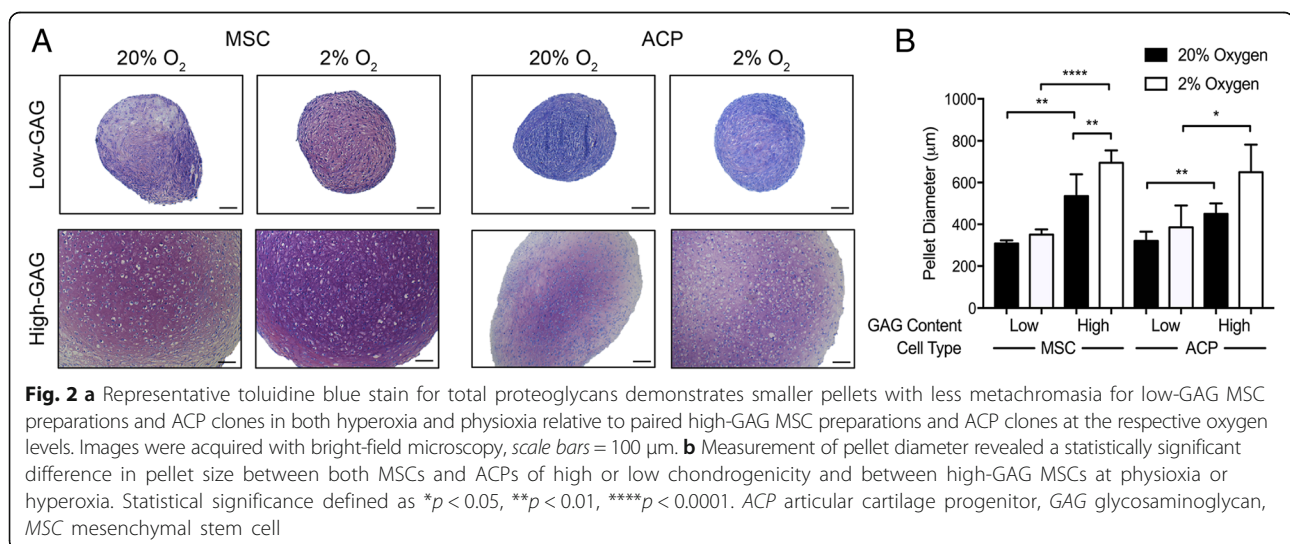 A
MSC
ACP
20% O₂
2% O₂
20% O₂
2% O₂
Low-GAG
High-GAG
B
20% Oxygen
2% Oxygen
****
**
**
*
**
1000
800
600
400
200
0
Pellet Diameter (μm)
GAG Content
Low
High
Low
High
Cell Type
MSC
ACP
Fig. 2 a Representative toluidine blue stain for total proteoglycans demonstrates smaller pellets with less metachromasia for low-GAG MSC
preparations and ACP clones in both hyperoxia and physioxia relative to paired high-GAG MSC preparations and ACP clones at the respective oxygen
levels. Images were acquired with bright-field microscopy, scale bars = 100 μm. b Measurement of pellet diameter revealed a statistically significant
difference in pellet size between both MSCs and ACPs of high or low chondrogenicity and between high-GAG MSCs at physioxia or
hyperoxia. Statistical significance defined as *p < 0.05, **p < 0.01, ****p < 0.0001. ACP articular cartilage progenitor, GAG glycosaminoglycan,
MSC mesenchymal stem cell